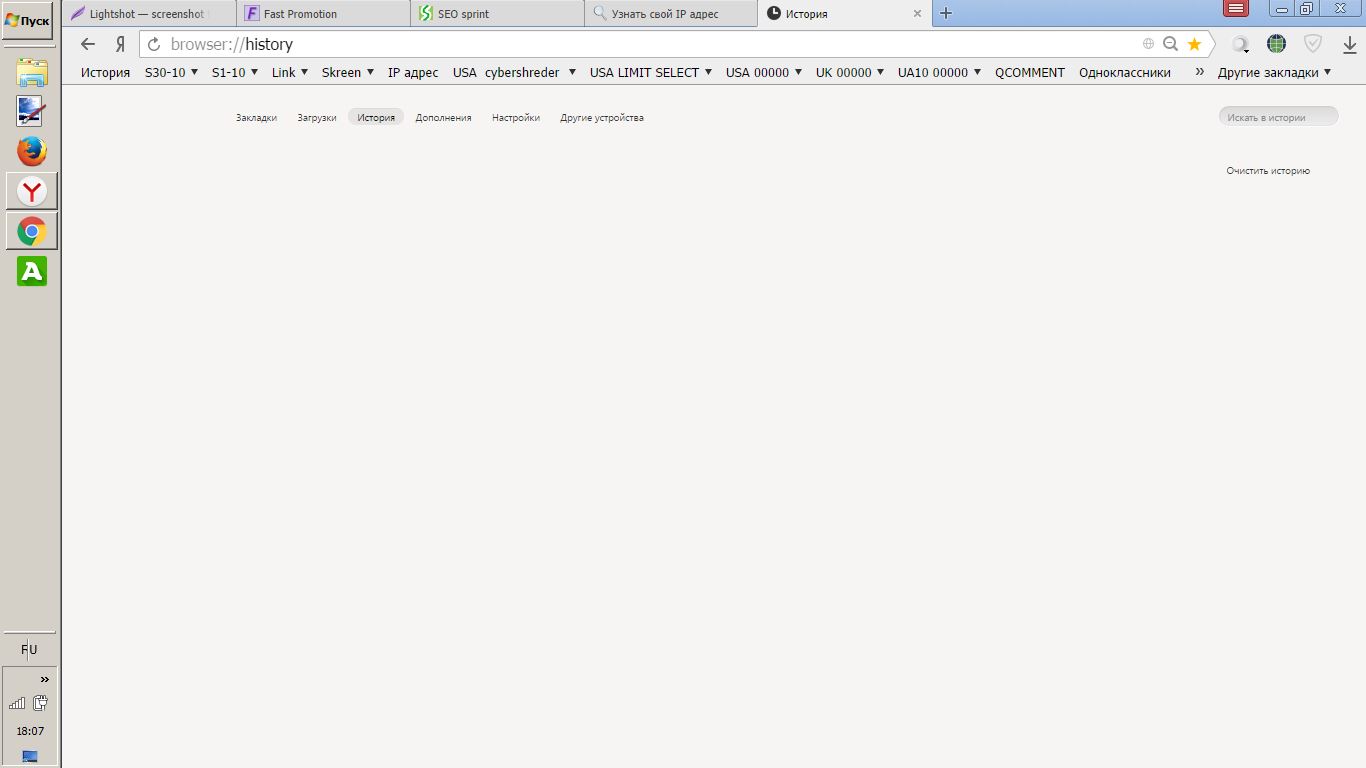 Пуск
Lightshot — screenshot
Fast Promotion
SEO sprint
Узнать свой IP адрес
История
Я browser://history
История S30-10 S1-10 Link Skreen IP адрес USA cybershreder USA LIMIT SELECT USA 00000 UK 00000 UA10 00000 QCOMMENT Одноклассники » Другие закладки
Закладки Загрузки История Дополнения Настройки Другие устройства Искать в истории
Очистить историю
RU
»
18:07